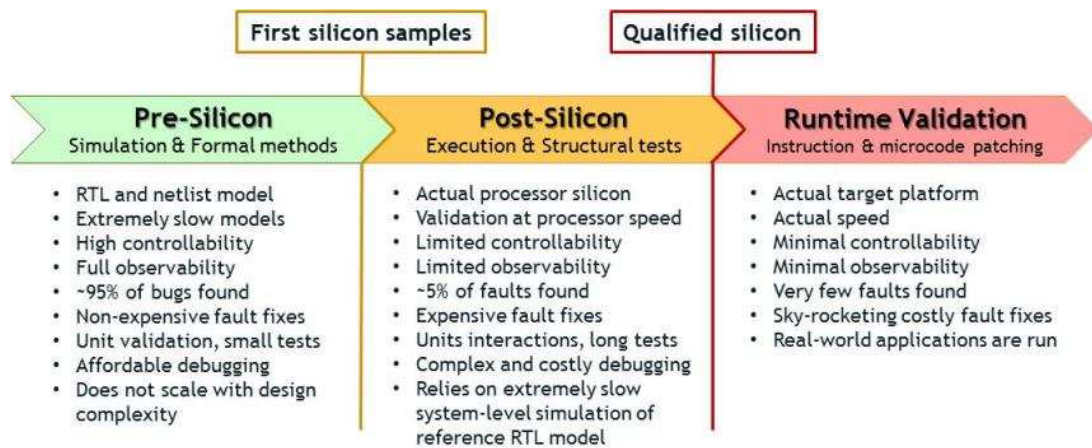 First silicon samples
Qualified silicon
Pre-Silicon
Simulation & Formal methods
Post-Silicon
Execution & Structural tests
Runtime Validation
Instruction & microcode patching
• RTL and netlist model
• Extremely slow models
• High controllability
• Full observability
• ~95% of bugs found
• Non-expensive fault fixes
• Unit validation, small tests
• Affordable debugging
• Does not scale with design
complexity
• Actual processor silicon
• Validation at processor speed
• Limited controllability
• Limited observability
• ~5% of faults found
• Expensive fault fixes
• Units interactions, long tests
• Complex and costly debugging
• Relies on extremely slow
system-level simulation of
reference RTL model
• Actual target platform
• Actual speed
• Minimal controllability
• Minimal observability
• Very few faults found
• Sky-rocketing costly fault fixes
• Real-world applications are run